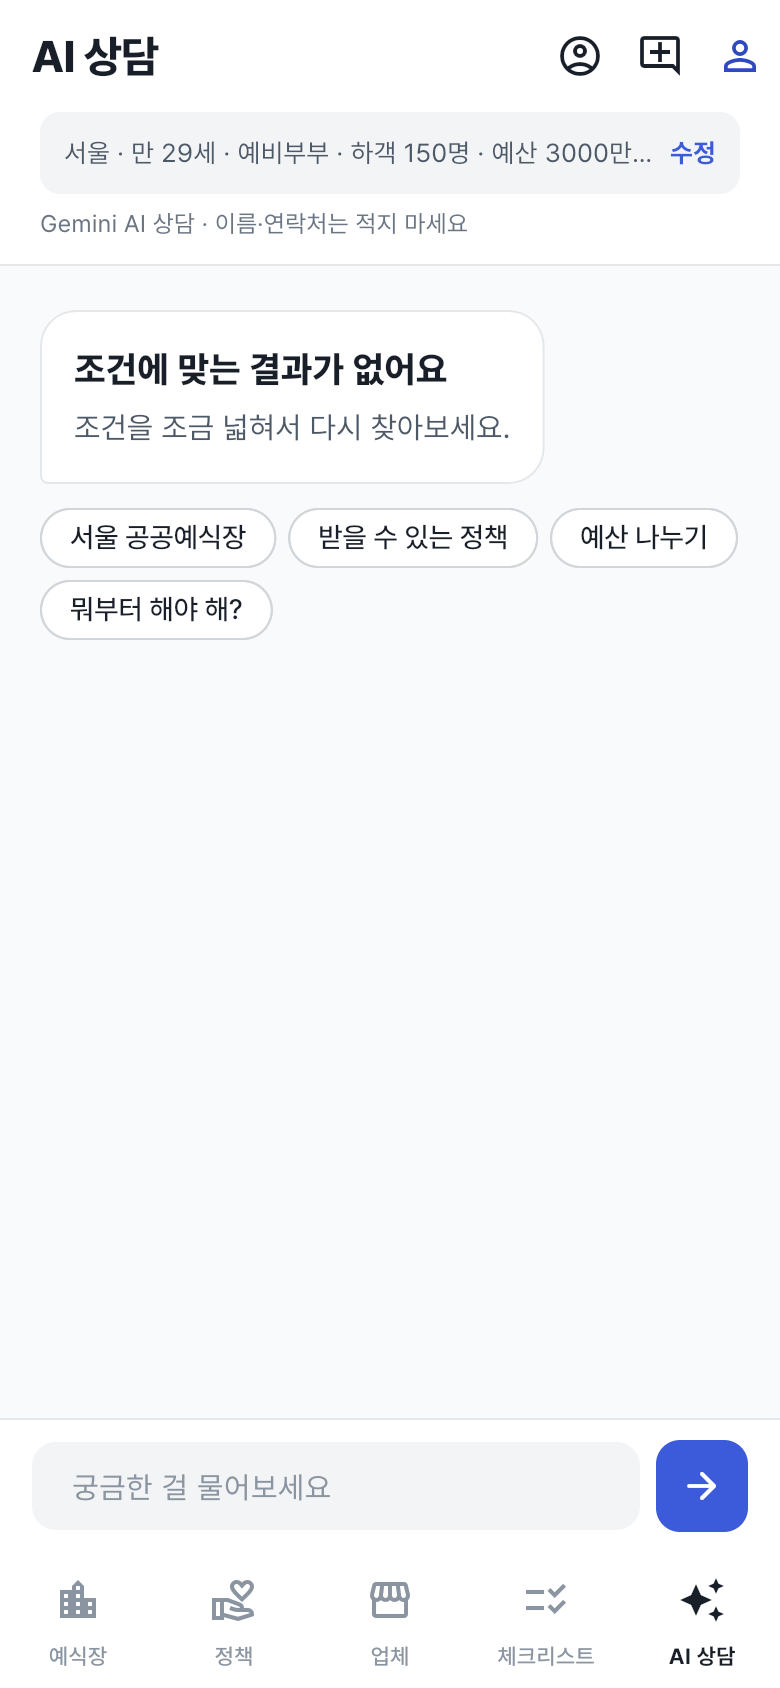 AI 상담
서울 · 만 29세 · 예비부부 · 하객 150명 · 예산 3000만... 수정
Gemini AI 상담 · 이름·연락처는 적지 마세요
조건에 맞는 결과가 없어요
조건을 조금 넓혀서 다시 찾아보세요.
서울 공공예식장 받을 수 있는 정책 예산 나누기
뭐부터 해야 해?
궁금한 걸 물어보세요
예식장 정책 업체 체크리스트 AI 상담